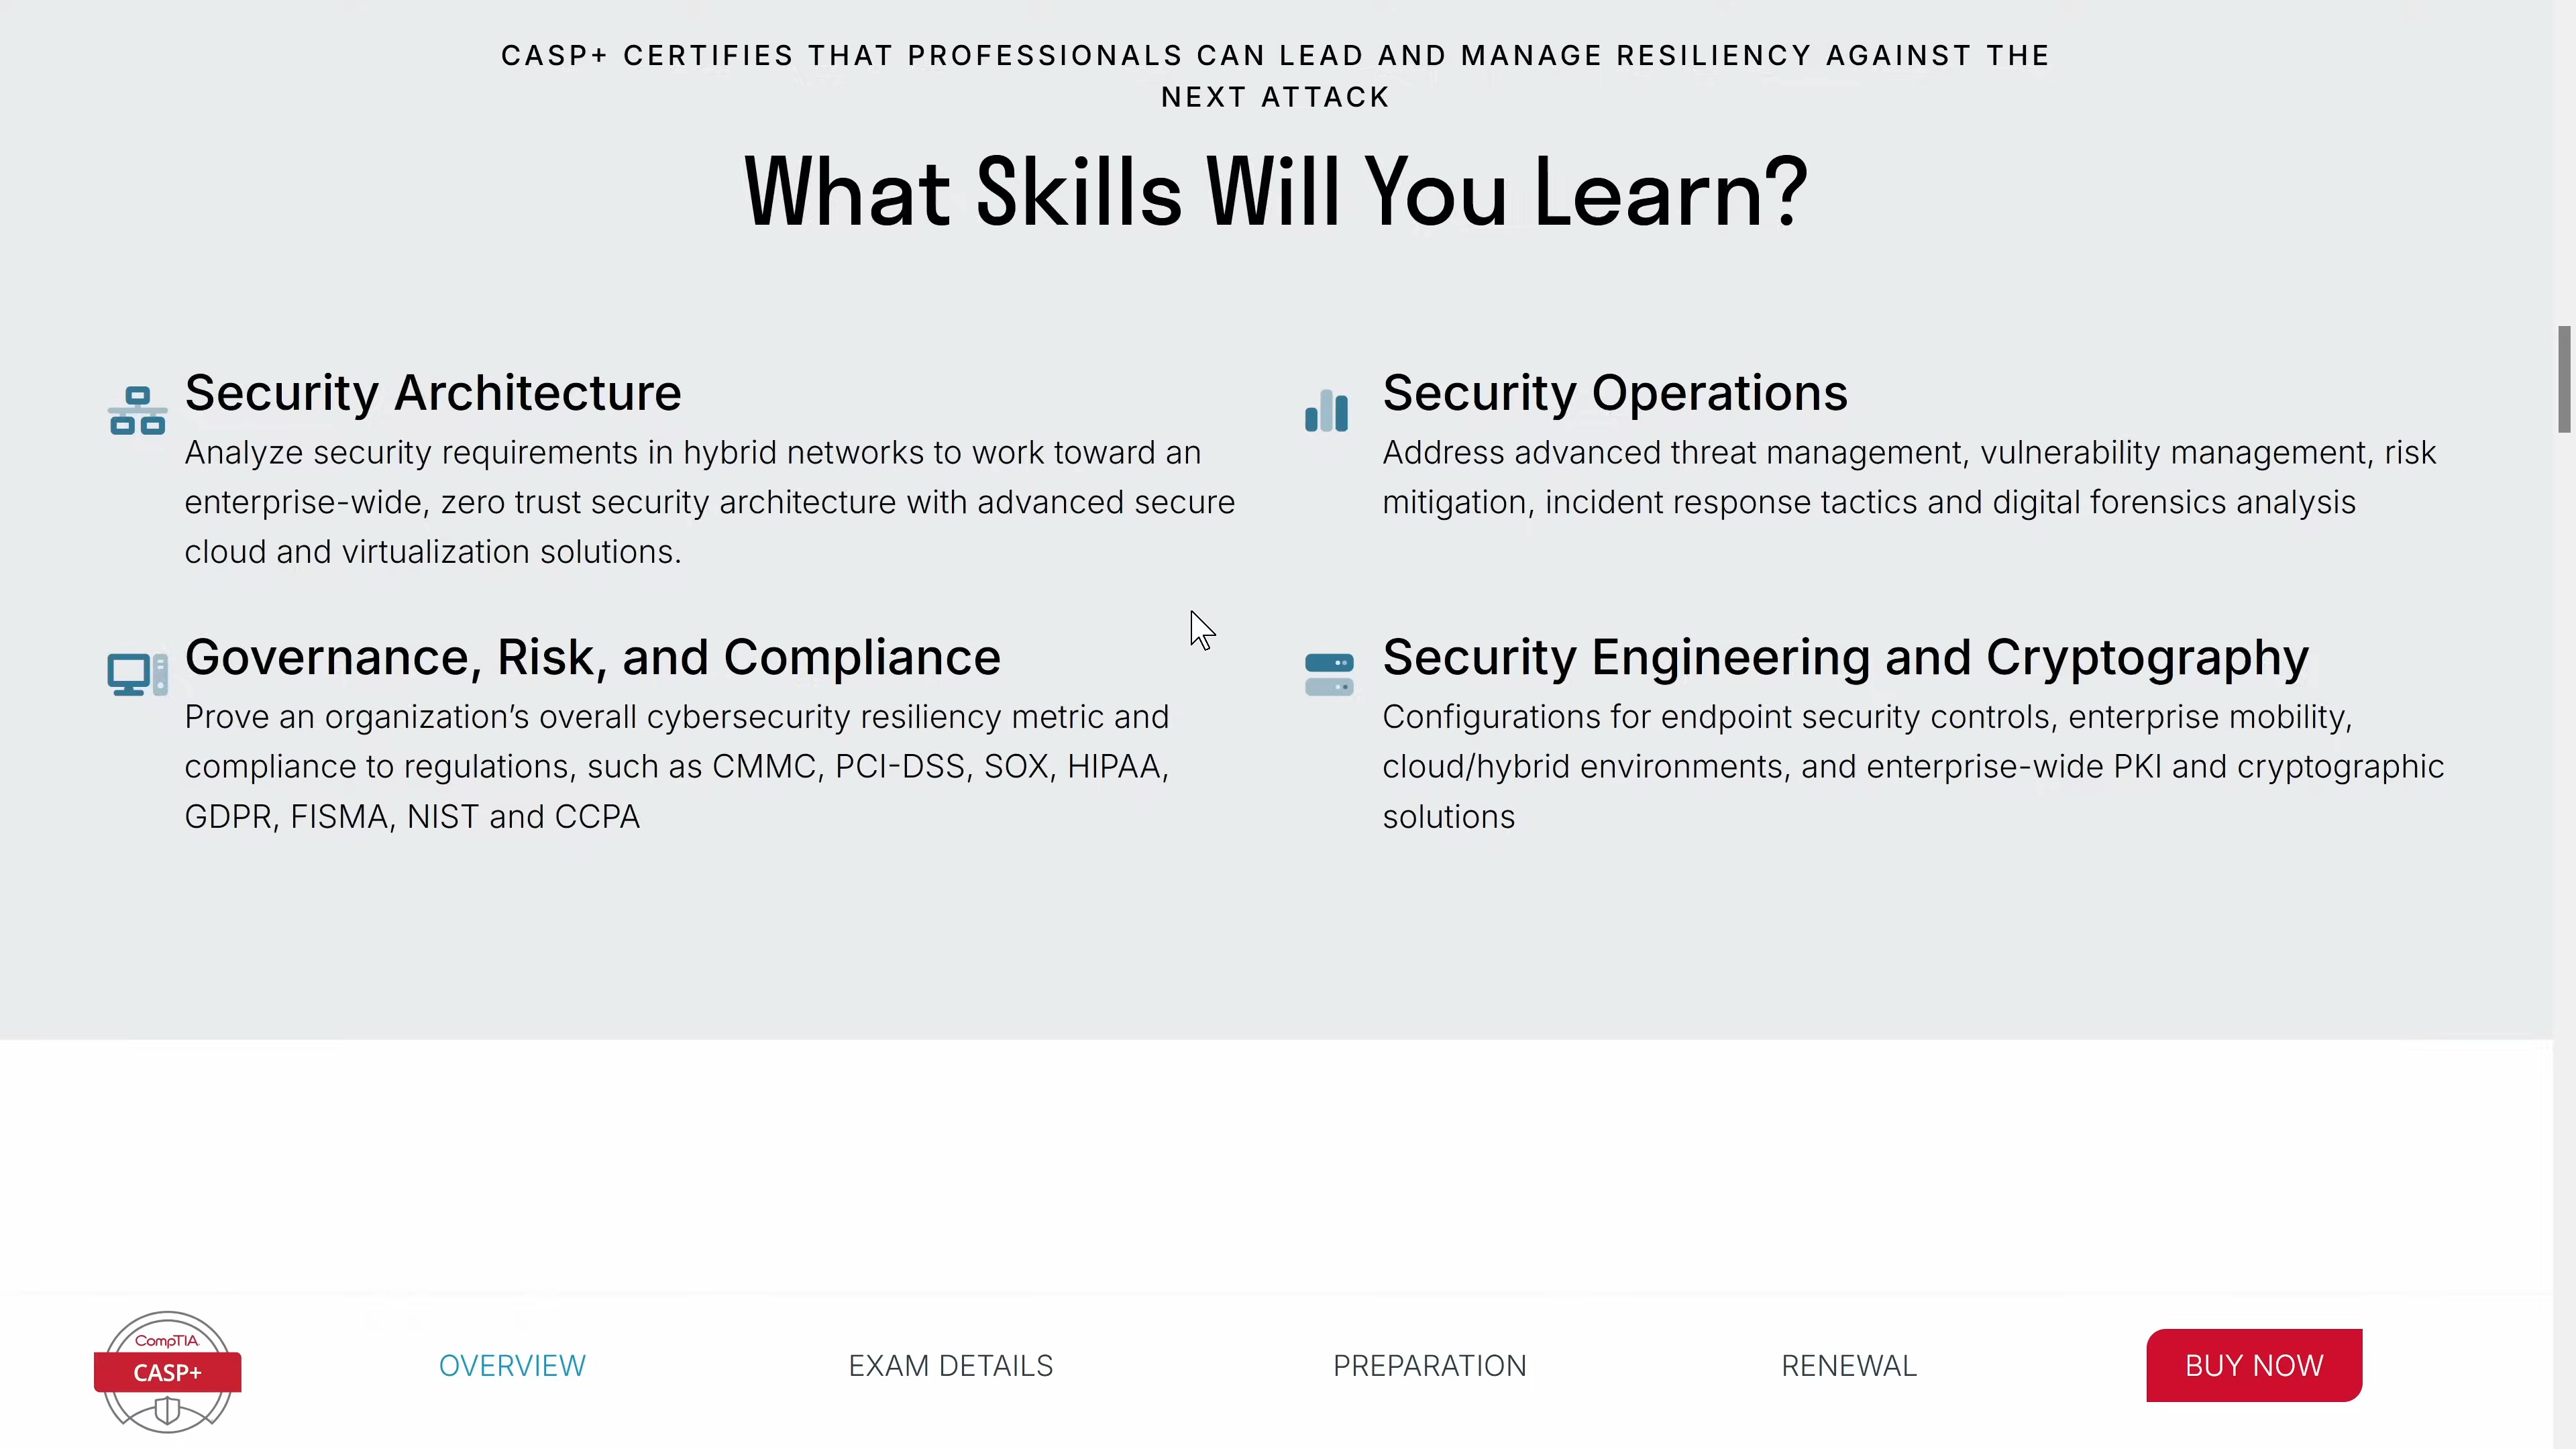 CASP+ CERTIFIES THAT PROFESSIONALS CAN LEAD AND MANAGE RESILIENCY AGAINST THE
NEXT ATTACK
What Skills Will You Learn?
Security Architecture
Analyze security requirements in hybrid networks to work toward an
enterprise-wide, zero trust security architecture with advanced secure
cloud and virtualization solutions.
Security Operations
Address advanced threat management, vulnerability management, risk
mitigation, incident response tactics and digital forensics analysis
Governance, Risk, and Compliance
Prove an organization’s overall cybersecurity resiliency metric and
compliance to regulations, such as CMMC, PCI-DSS, SOX, HIPAA,
GDPR, FISMA, NIST and CCPA
Security Engineering and Cryptography
Configurations for endpoint security controls, enterprise mobility,
cloud/hybrid environments, and enterprise-wide PKI and cryptographic
solutions
CompTIA
CASP+
OVERVIEW
EXAM DETAILS
PREPARATION
RENEWAL
BUY NOW